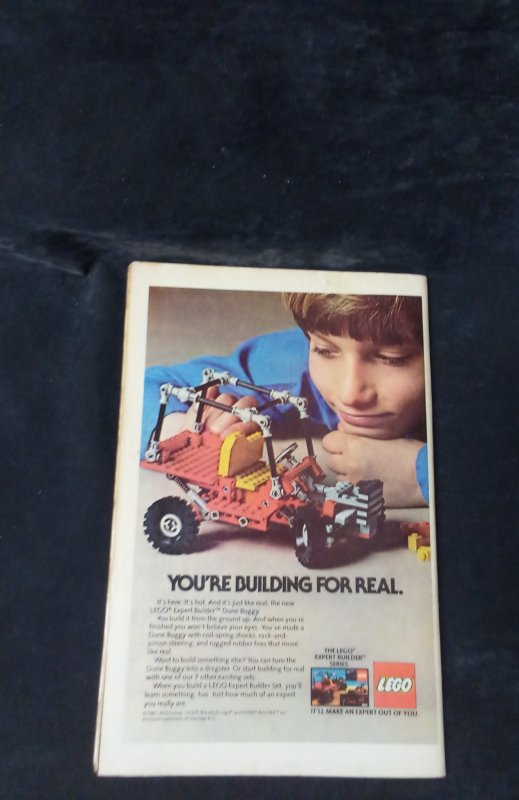 YOU'RE BUILDING FOR REAL.
It's here. It's hot. And it's just like real: the new
LEGO® Expert Builder™ Dune Buggy.
You build it from the ground up. And when you're
finished you won't believe your eyes. You've made a
Dune Buggy with coil-spring shocks, rack-and-
pinion steering, and rugged rubber tires that move
like real.
Want to build something else? You can turn the
Dune Buggy into a dragster. Or start building for real
with one of our 7 other exciting sets.
When you build a LEGO Expert Builder Set, you'll
learn something, too. Just how much of an expert
you really are.
THE LEGO®
EXPERT BUILDER™
SERIES
LEGO
IT'LL MAKE AN EXPERT OUT OF YOU.